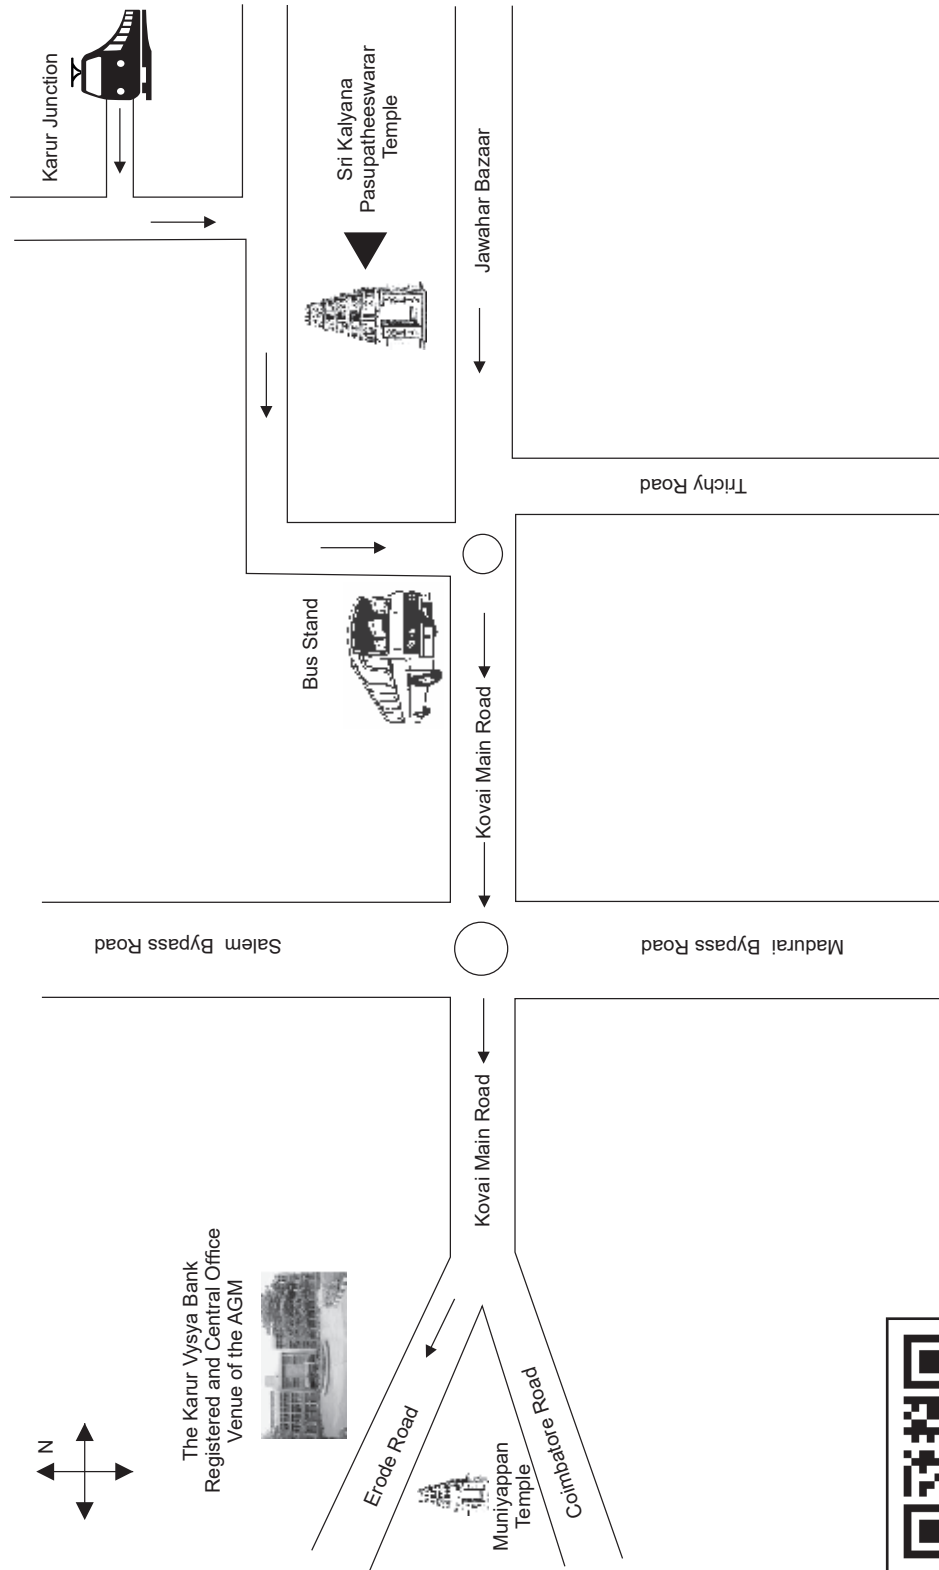 Karur Junction
Sri Kalyana
Pasupatheeswarar
Temple
Jawahar Bazaar
Trichy Road
Bus Stand
Kovai Main Road
Salem Bypass Road
Madurai Bypass Road
Kovai Main Road
The Karur Vysya Bank
Registered and Central Office
Venue of the AGM
N
Erode Road
Muniyappan
Temple
Coimbatore Road